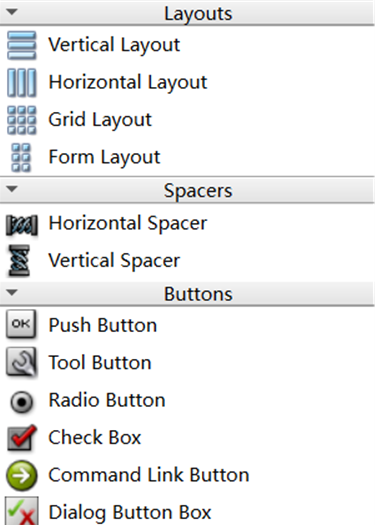 Layouts
Vertical Layout
Horizontal Layout
Grid Layout
Form Layout
Spacers
Horizontal Spacer
Vertical Spacer
Buttons
OK Push Button
Tool Button
Radio Button
Check Box
Command Link Button
Dialog Button Box